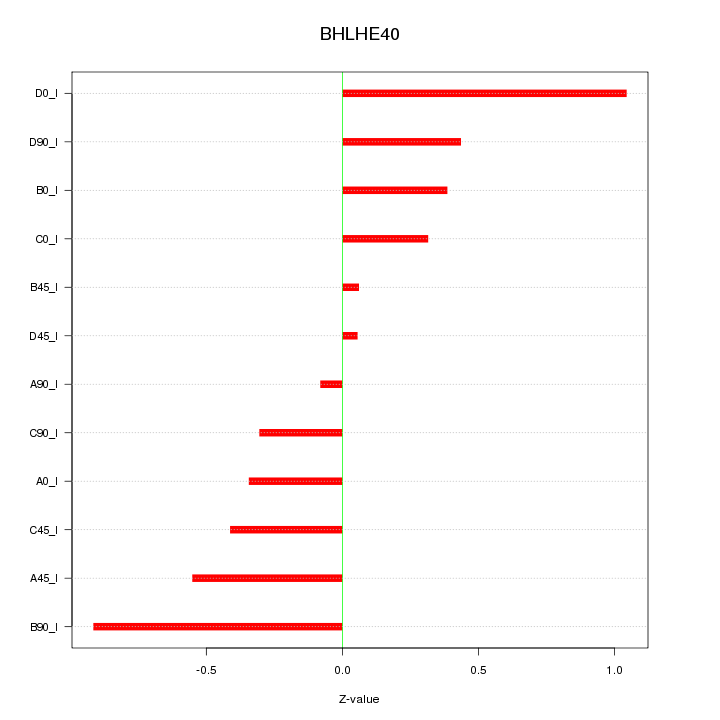 BHLHE40
D0_I
D90_I
B0_I
C0_I
B45_I
D45_I
A90_I
C90_I
A0_I
C45_I
A45_I
B90_I
-0.5 0.0 0.5 1.0
Z-value